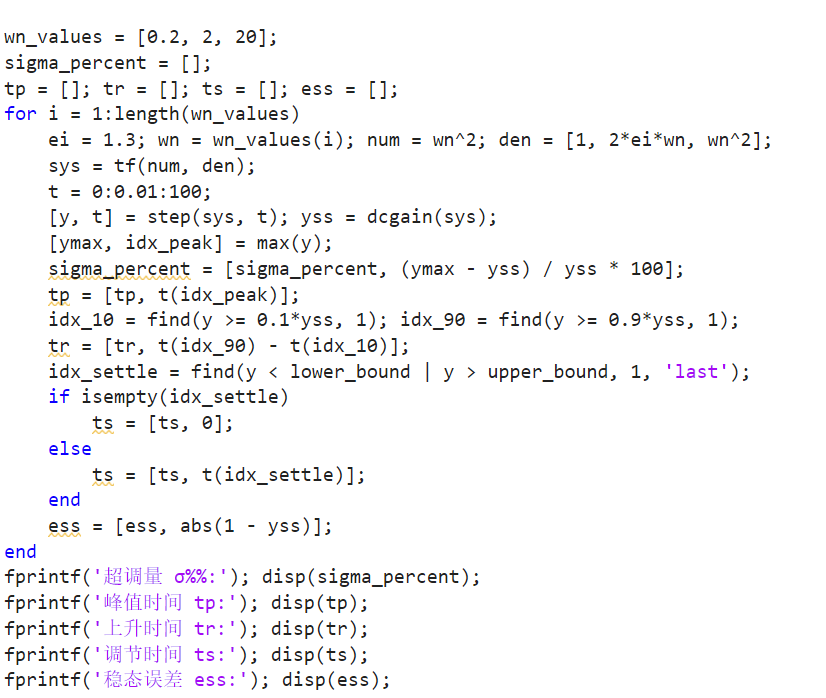 wn_values = [0.2, 2, 20];
sigma_percent = [];
tp = []; tr = []; ts = []; ess = [];
for i = 1:length(wn_values)
    ei = 1.3; wn = wn_values(i); num = wn^2; den = [1, 2*ei*wn, wn^2];
    sys = tf(num, den);
    t = 0:0.01:100;
    [y, t] = step(sys, t); yss = dcgain(sys);
    [ymax, idx_peak] = max(y);
    sigma_percent = [sigma_percent, (ymax - yss) / yss * 100];
    tp = [tp, t(idx_peak)];
    idx_10 = find(y >= 0.1*yss, 1); idx_90 = find(y >= 0.9*yss, 1);
    tr = [tr, t(idx_90) - t(idx_10)];
    idx_settle = find(y < lower_bound | y > upper_bound, 1, 'last');
    if isempty(idx_settle)
        ts = [ts, 0];
    else
        ts = [ts, t(idx_settle)];
    end
    ess = [ess, abs(1 - yss)];
end
fprintf('超调量 σ%%:'); disp(sigma_percent);
fprintf('峰值时间 tp:'); disp(tp);
fprintf('上升时间 tr:'); disp(tr);
fprintf('调节时间 ts:'); disp(ts);
fprintf('稳态误差 ess:'); disp(ess);